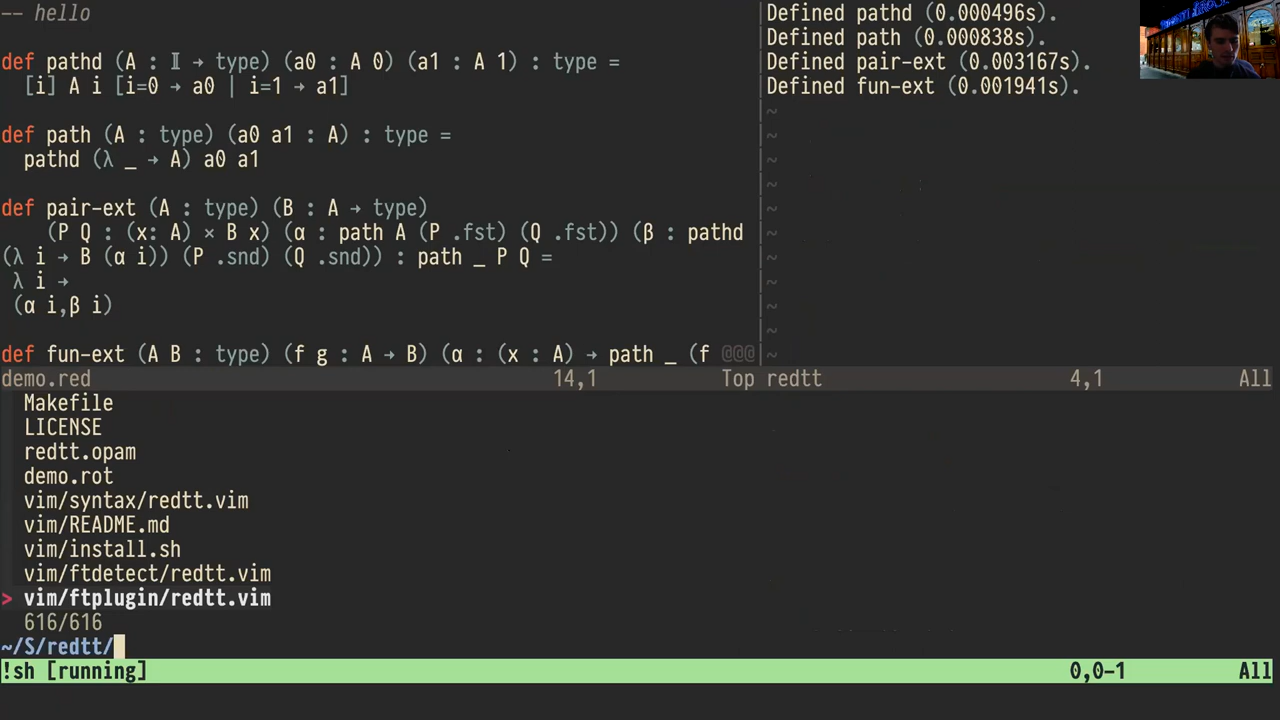 -- hello
def pathd (A : 𝕀 → type) (a0 : A 0) (a1 : A 1) : type =
[i] A i [i=0 → a0 | i=1 → a1]
def path (A : type) (a0 a1 : A) : type =
pathd (λ _ → A) a0 a1
def pair-ext (A : type) (B : A → type)
(P Q : (x: A) × B x) (α : path A (P .fst) (Q .fst)) (β : pathd
(λ i → B (α i)) (P .snd) (Q .snd)) : path _ P Q =
λ i →
(α i,β i)
def fun-ext (A B : type) (f g : A → B) (α : (x : A) → path _ (f @@@
demo.red 14,1 Top
Defined pathd (0.000496s).
Defined path (0.000838s).
Defined pair-ext (0.003167s).
Defined fun-ext (0.001941s).
~
~
~
~
~
~
~
~
~
~
~
redtt 4,1 All
Makefile
LICENSE
redtt.opam
demo.rot
vim/syntax/redtt.vim
vim/README.md
vim/install.sh
vim/ftdetect/redtt.vim
> vim/ftplugin/redtt.vim
616/616
~/S/redtt/
!sh [running] 0,0-1 All